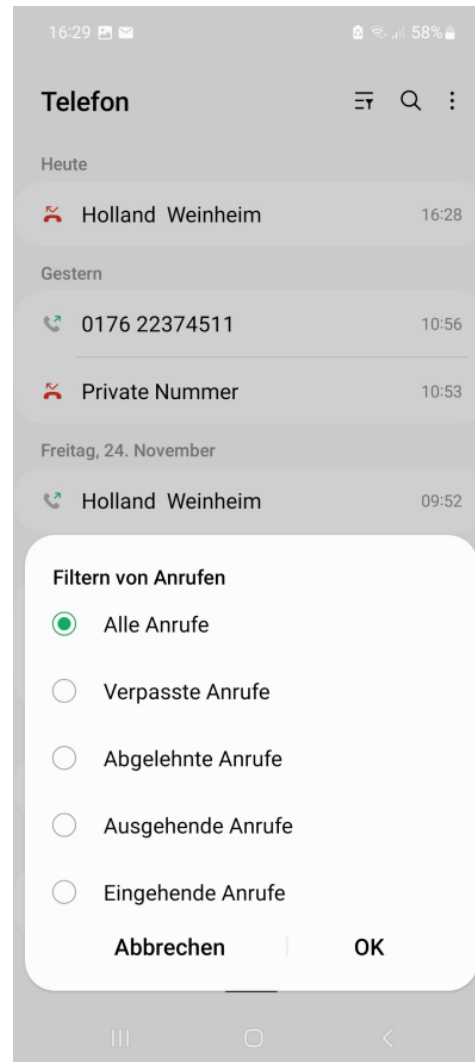 16:29 58%
Telefon
Heute
Holland Weinheim 16:28
Gestern
0176 22374511 10:56
Private Nummer 10:53
Freitag, 24. November
Holland Weinheim 09:52
Filtern von Anrufen
Alle Anrufe
Verpasste Anrufe
Abgelehnte Anrufe
Ausgehende Anrufe
Eingehende Anrufe
Abbrechen OK